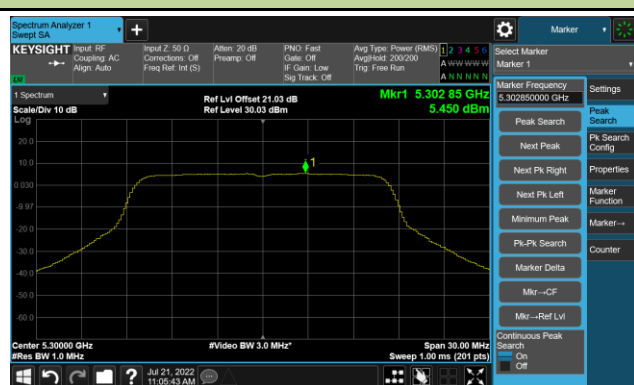 Spectrum Analyzer 1
Swept SA
Marker
KEYSIGHT
Input: RF
Coupling: AC
Align: Auto
Input Z: 50 Ω
Corrections: Off
Freq Ref: Int (S)
Atten: 20 dB
Preamp: Off
PNO: Fast
Gate: Off
IF Gain: Low
Sig Track: Off
Avg Type: Power (RMS)
Avg|Hold: 200/200
Trig: Free Run
1 2 3 4 5 6
A W W W W W
A N N N N N
Select Marker
Marker 1
1 Spectrum
Scale/Div 10 dB
Log
Ref Lvl Offset 21.03 dB
Ref Level 30.03 dBm
Mkr1 5.302 85 GHz
5.450 dBm
20.0
10.0
0.030
-9.97
-20.0
-30.0
-40.0
-50.0
-60.0
1
Center 5.30000 GHz
#Res BW 1.0 MHz
#Video BW 3.0 MHz*
Span 30.00 MHz
Sweep 1.00 ms (201 pts)
Marker Frequency
5.302850000 GHz
Peak Search
Next Peak
Next Pk Right
Next Pk Left
Minimum Peak
Pk-Pk Search
Marker Delta
Mkr→CF
Mkr→Ref Lvl
Continuous Peak
Search
On
Off
Settings
Peak
Search
Pk Search
Config
Properties
Marker
Function
Marker→
Counter
Jul 21, 2022
11:05:43 AM